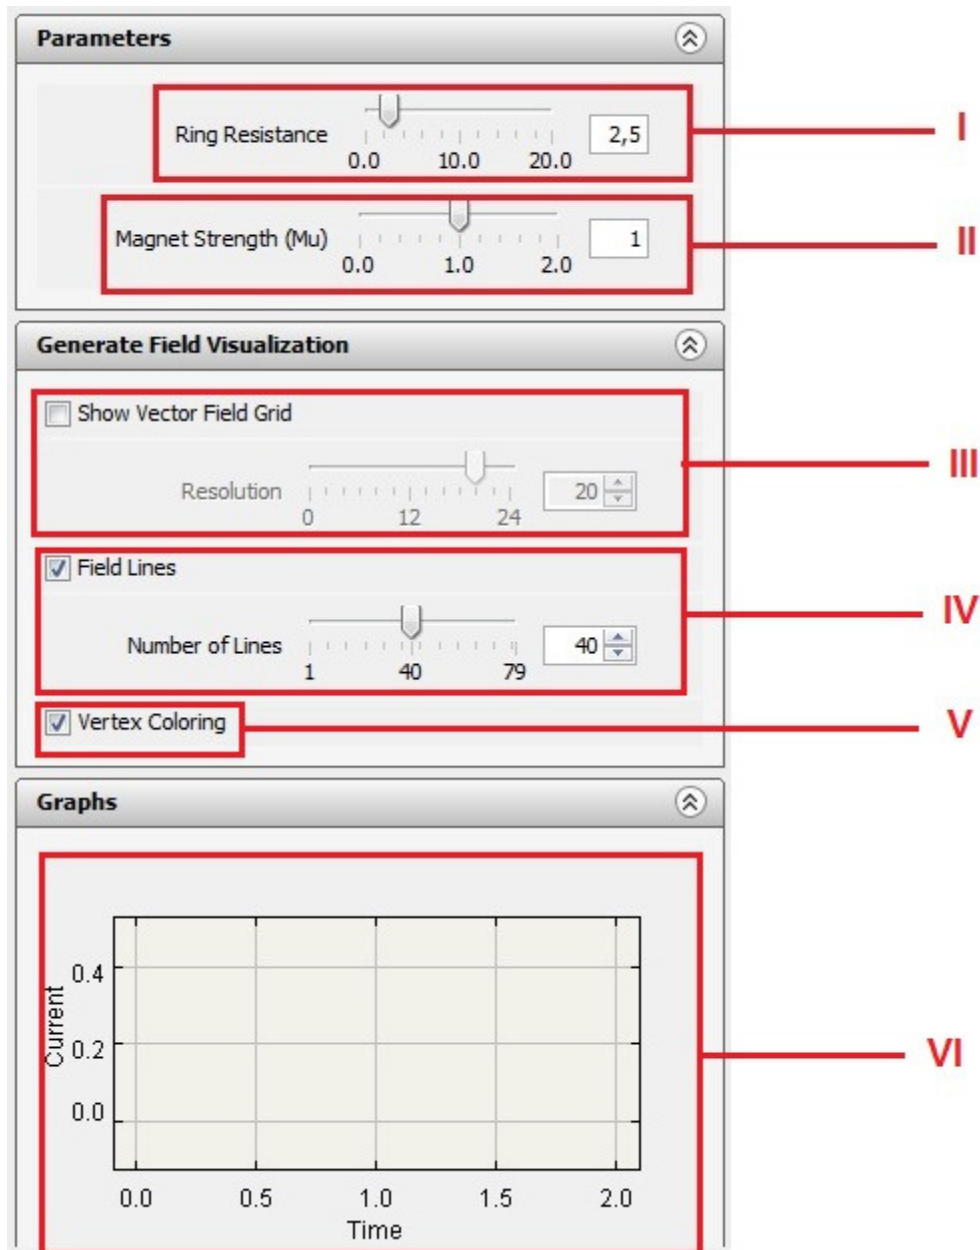 Parameters
Ring Resistance 2,5 I
0.0 10.0 20.0
Magnet Strength (Mu) 1 II
0.0 1.0 2.0
Generate Field Visualization
Show Vector Field Grid
III
Resolution 20
0 12 24
Field Lines
IV
Number of Lines 40
1 40 79
Vertex Coloring V
Graphs
0.4
Current
0.2
VI
0.0
0.0 0.5 1.0 1.5 2.0
Time